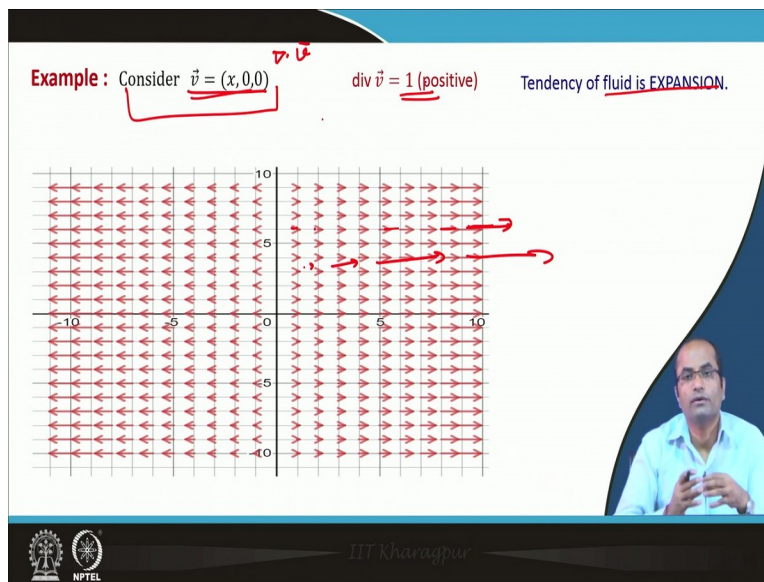 ∇·v⃗
Example : Consider v⃗ = (x, 0,0) div v⃗ = 1 (positive) Tendency of fluid is EXPANSION.
10
5
-10 -5 0 5 10
-5
-10
IIT Kharagpur
NPTEL